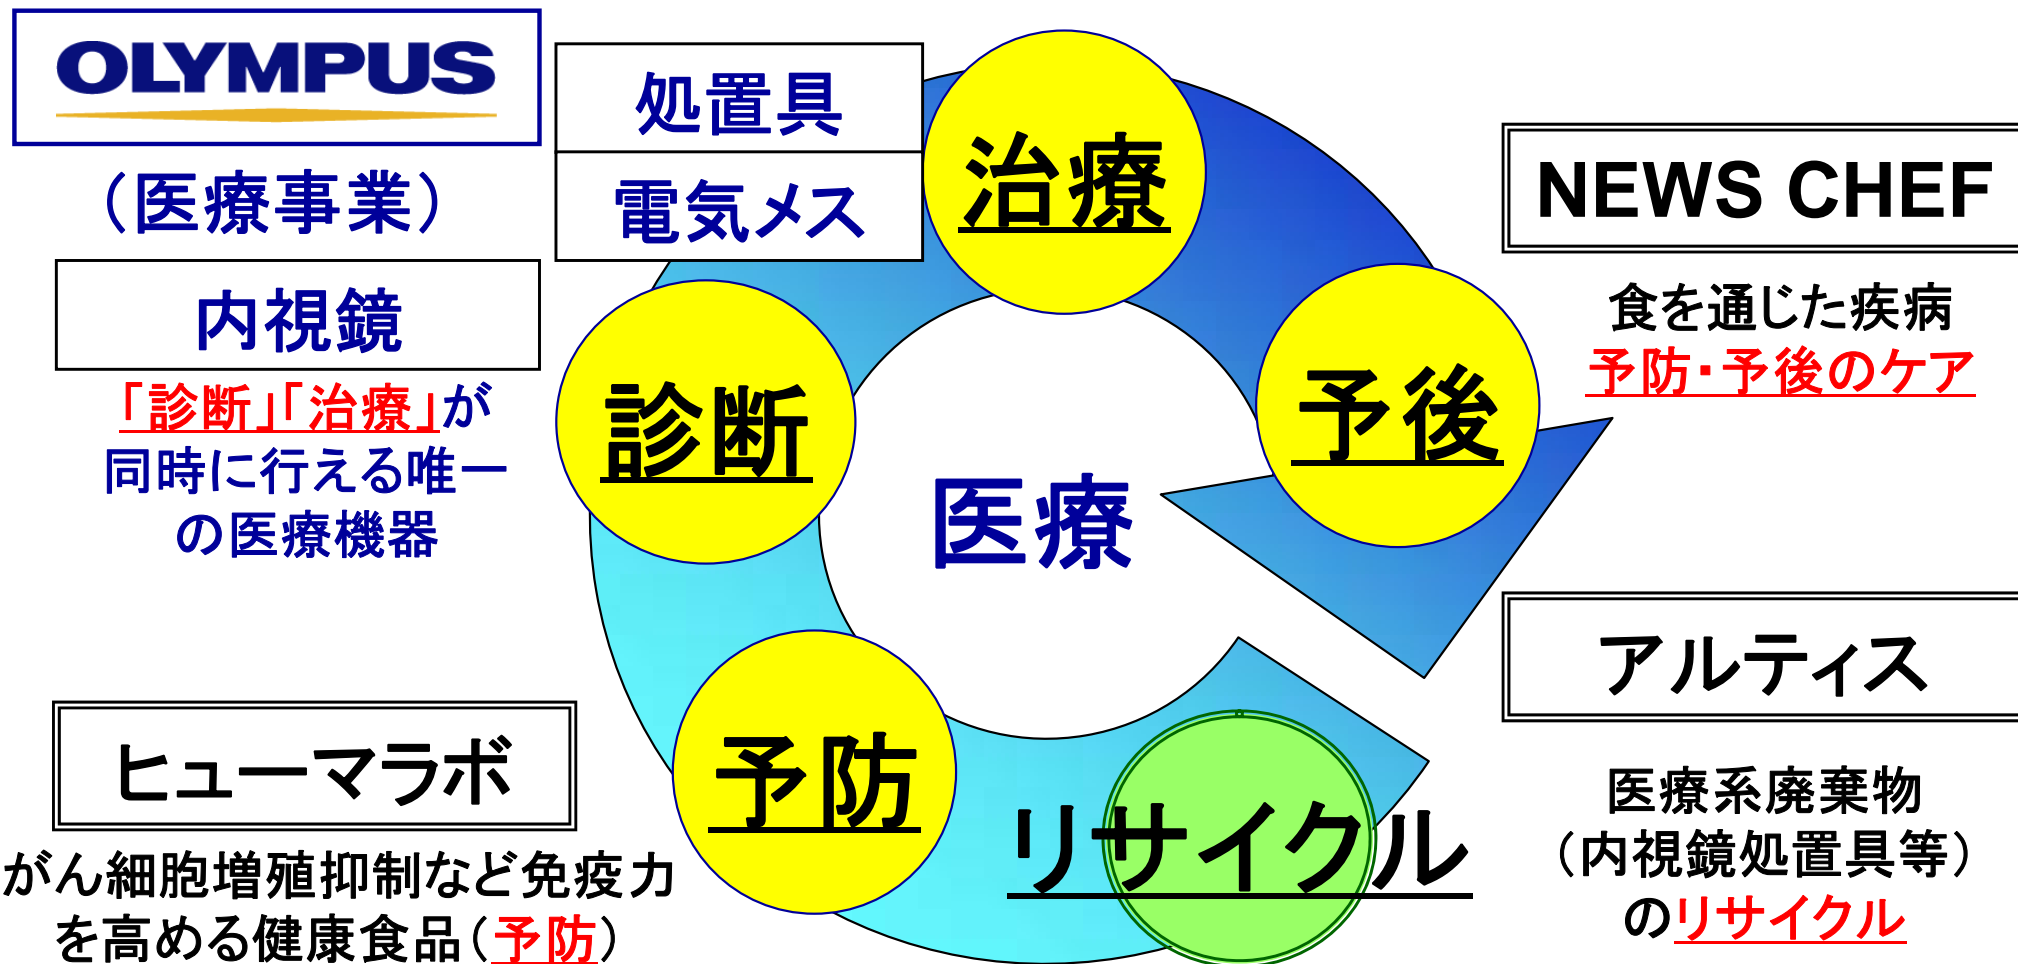 OLYMPUS
（医療事業）
内視鏡
「診断」「治療」が
同時に行える唯一
の医療機器
処置具
電気メス
治療
診断
予後
医療
予防
リサイクル
NEWS CHEF
食を通じた疾病
予防・予後のケア
アルティス
医療系廃棄物
（内視鏡処置具等）
のリサイクル
ヒューマラボ
がん細胞増殖抑制など免疫力
を高める健康食品（予防）